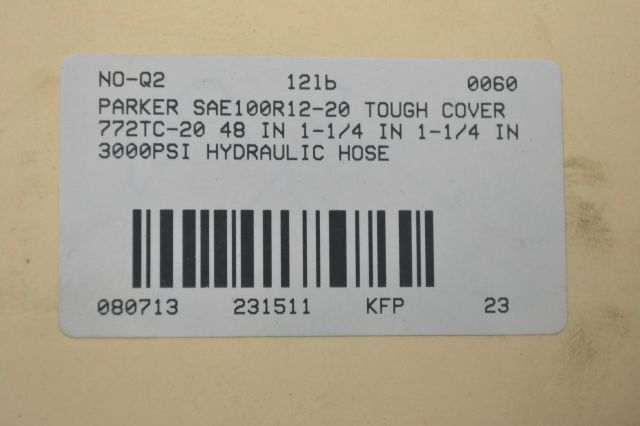 NO-Q2 12lb 0060
PARKER SAE100R12-20 TOUGH COVER
772TC-20 48 IN 1-1/4 IN 1-1/4 IN
3000PSI HYDRAULIC HOSE
080713 231511 KFP 23